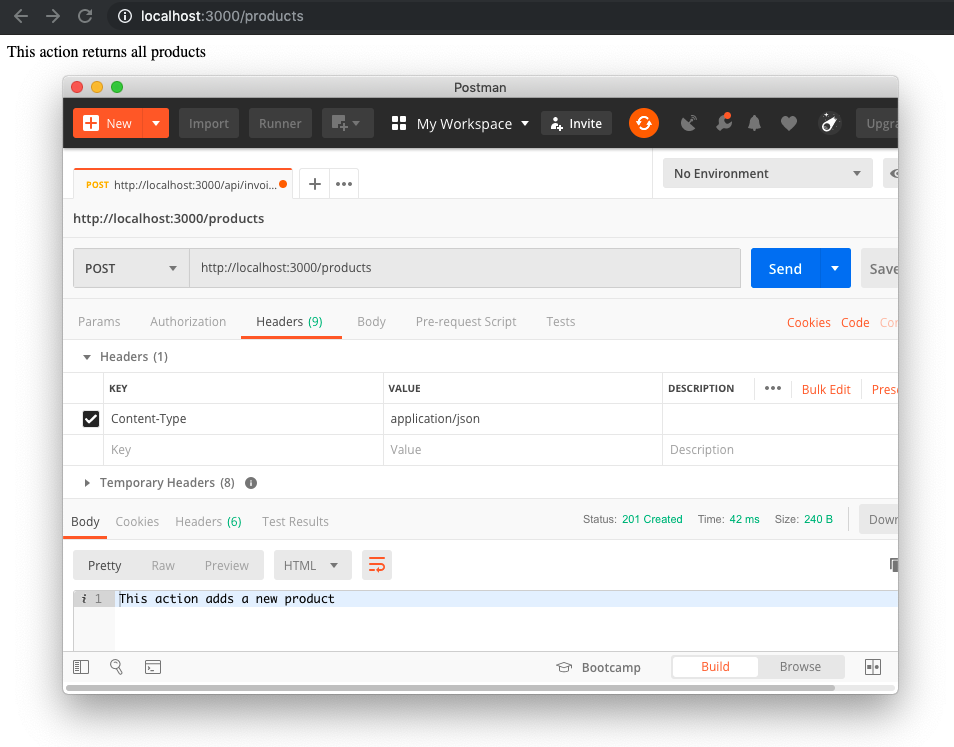 localhost:3000/products
This action returns all products
Postman
New Import Runner My Workspace Invite Upgra
POST http://localhost:3000/api/invoi... No Environment
http://localhost:3000/products
POST http://localhost:3000/products Send Save
Params Authorization Headers (9) Body Pre-request Script Tests Cookies Code Cor
Headers (1)
KEY VALUE DESCRIPTION Bulk Edit Prese
Content-Type application/json
Key Value Description
Temporary Headers (8)
Body Cookies Headers (6) Test Results Status: 201 Created Time: 42 ms Size: 240 B Down
Pretty Raw Preview HTML
i 1 This action adds a new product
Bootcamp Build Browse